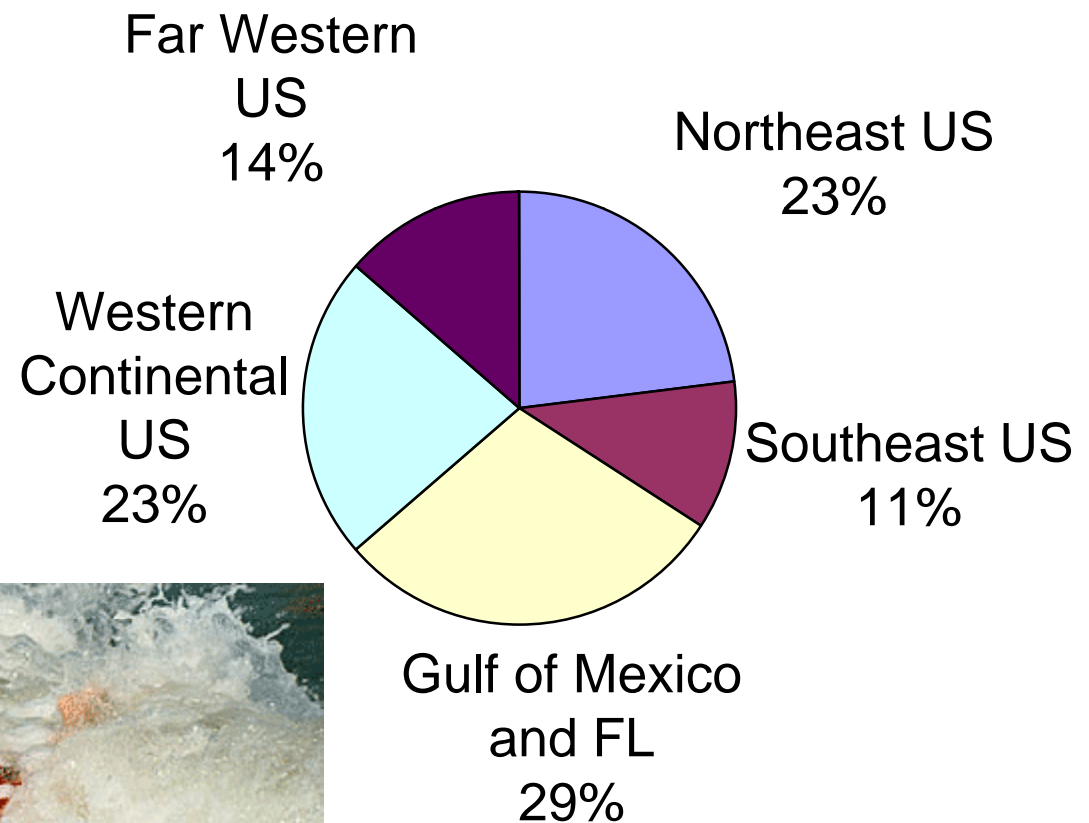 Far Western
US
14%
Northeast US
23%
Western
Continental
US
23%
Southeast US
11%
Gulf of Mexico
and FL
29%